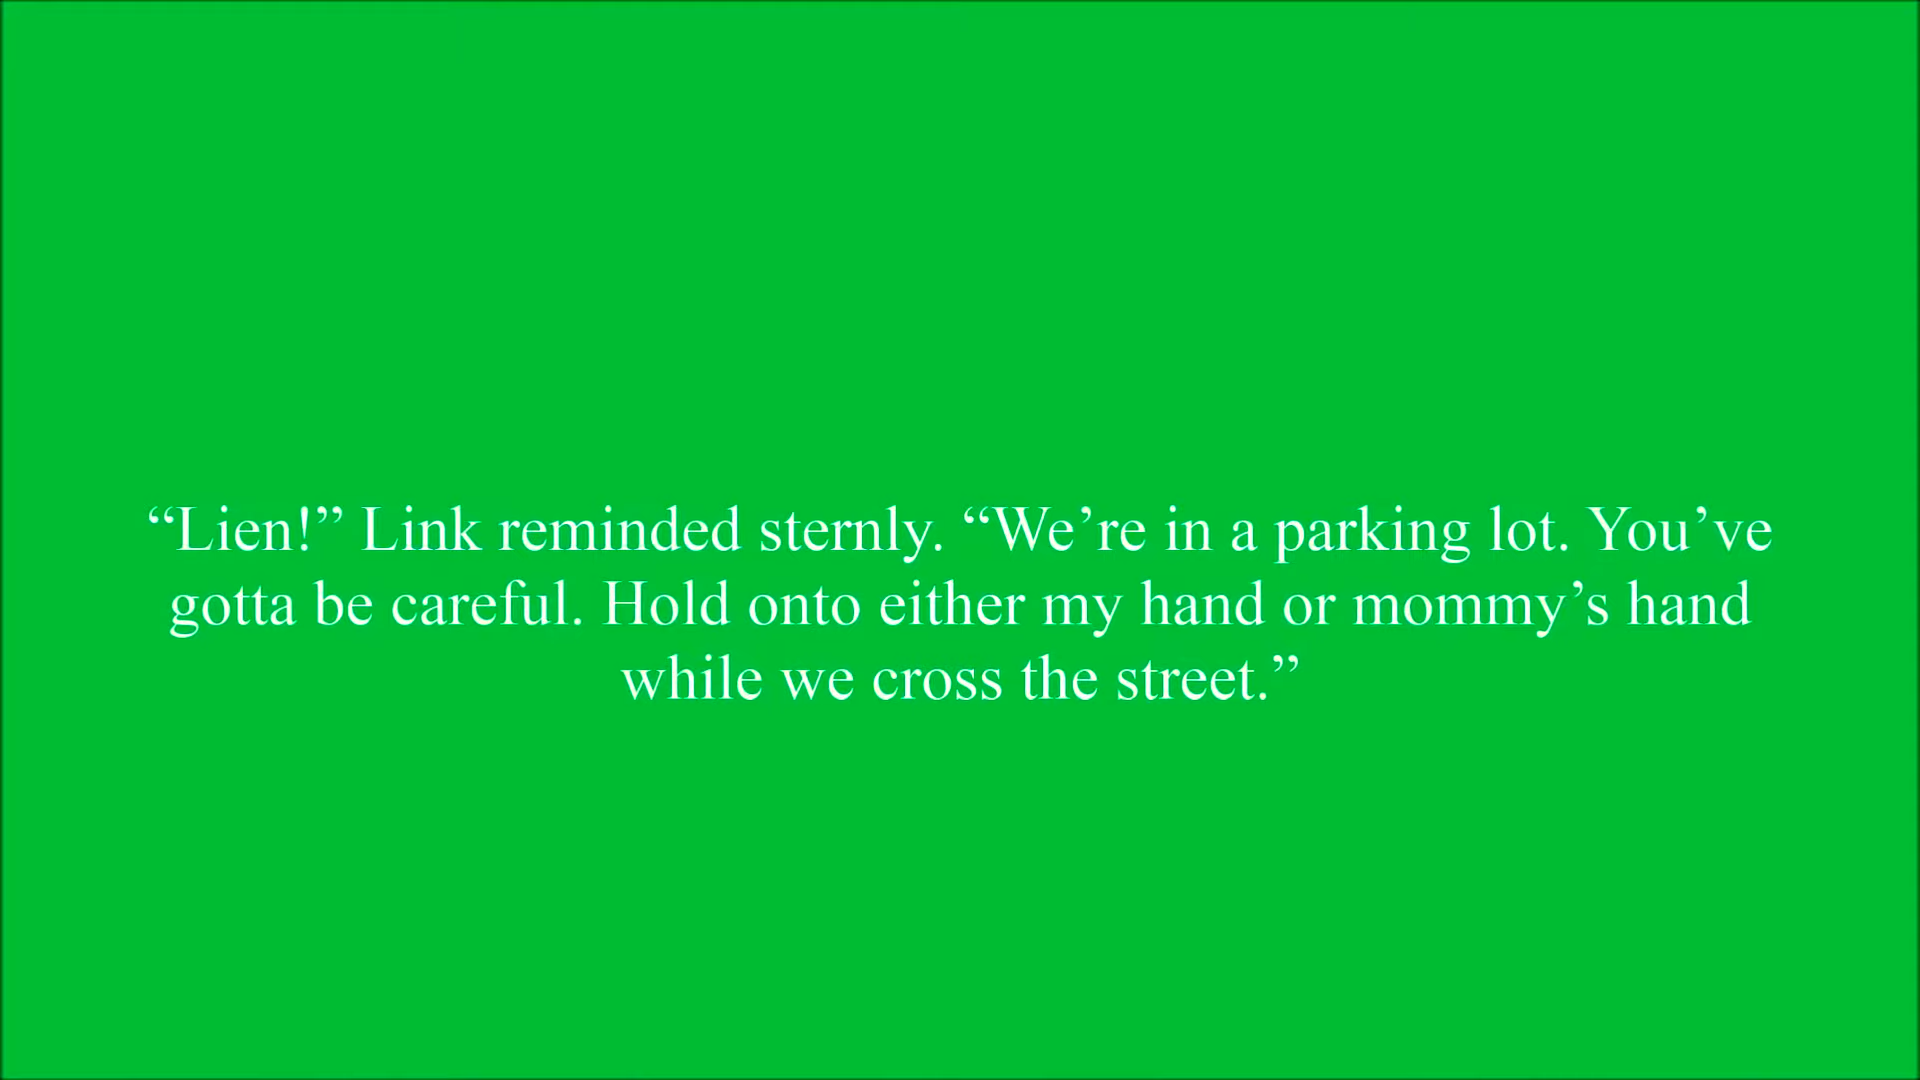 “Lien!” Link reminded sternly. “We’re in a parking lot. You’ve
gotta be careful. Hold onto either my hand or mommy’s hand
while we cross the street.”